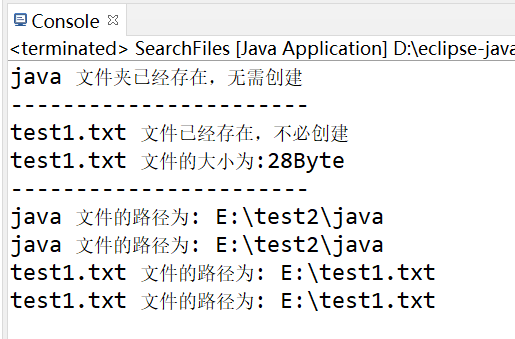 Console
<terminated> SearchFiles [Java Application] D:\eclipse-java
java 文件夹已经存在，无需创建
-----------------------
test1.txt 文件已经存在，不必创建
test1.txt 文件的大小为:28Byte
-----------------------
java 文件的路径为: E:\test2\java
java 文件的路径为: E:\test2\java
test1.txt 文件的路径为: E:\test1.txt
test1.txt 文件的路径为: E:\test1.txt